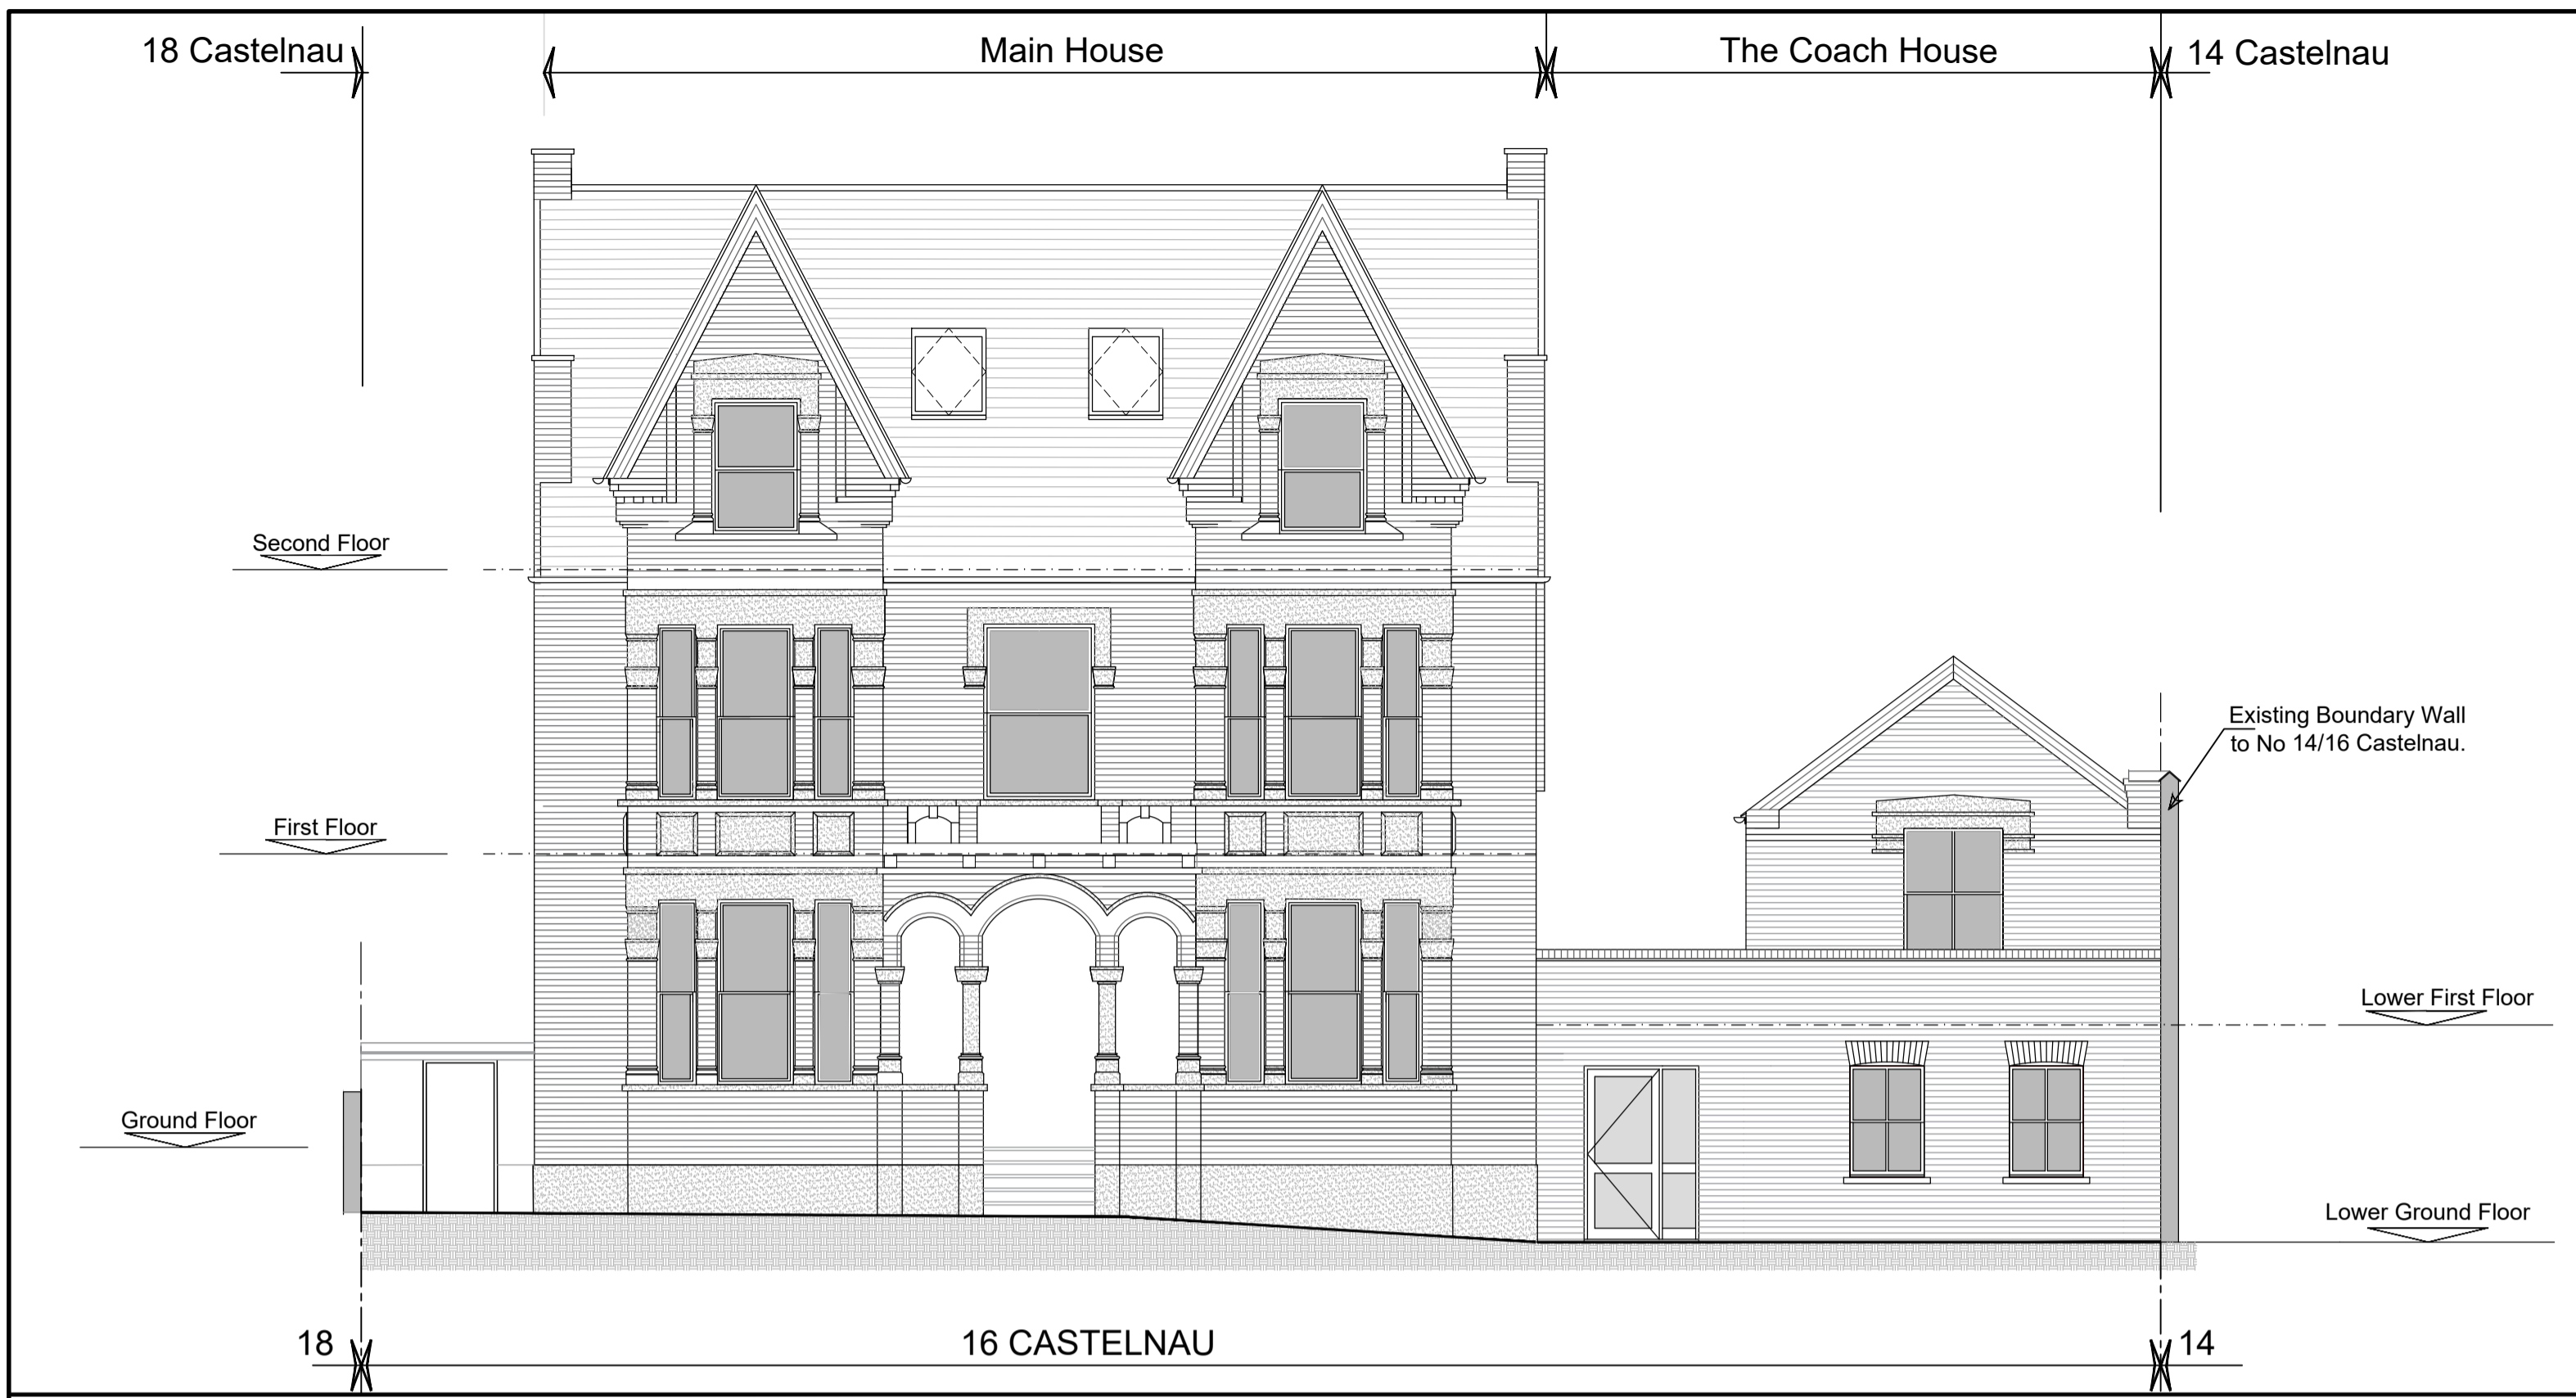 18 Castelnau
Main House
The Coach House
14 Castelnau
Second Floor
Existing Boundary Wall
to No 14/16 Castelnau.
First Floor
Lower First Floor
Ground Floor
Lower Ground Floor
18
16 CASTELNAU
14